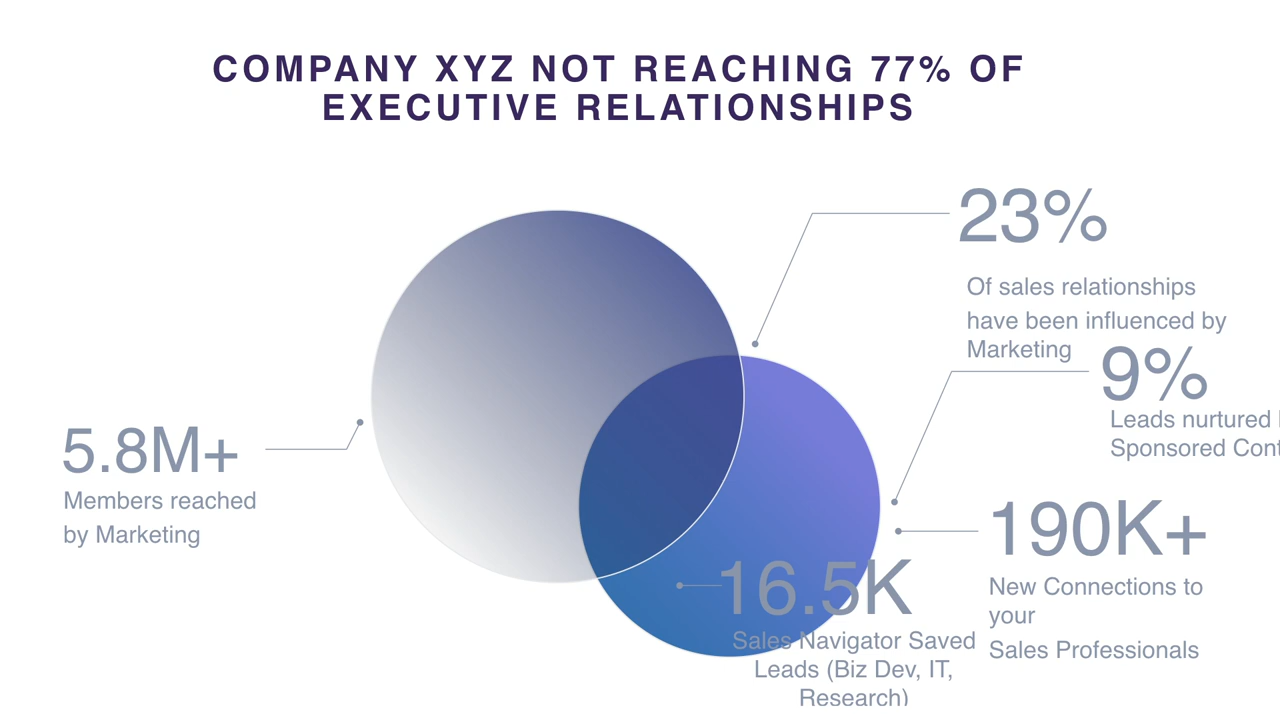 COMPANY XYZ NOT REACHING 77% OF
EXECUTIVE RELATIONSHIPS
23%
Of sales relationships
have been influenced by
Marketing
9%
Leads nurtured
Sponsored
5.8M+
Members reached
by Marketing
190K+
New Connections to
your
Sales Professionals
16.5K
Sales Navigator Saved
Leads (Biz Dev, IT,
Research)